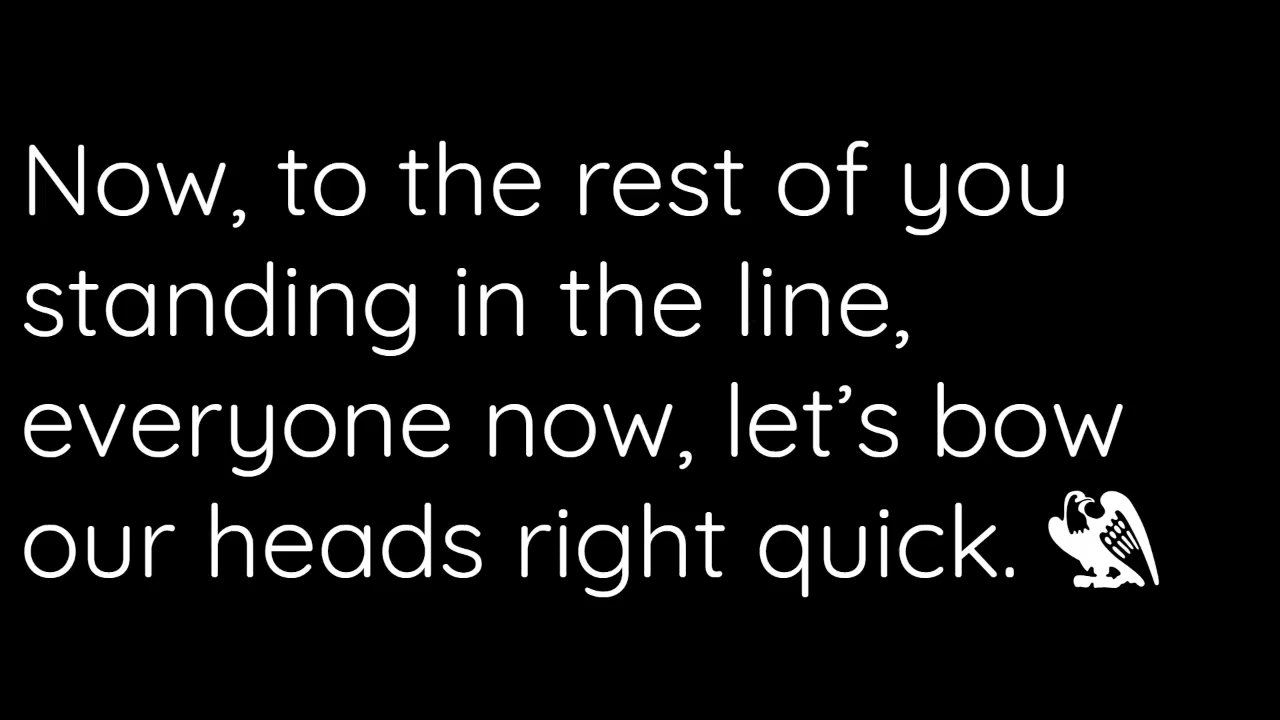 Now, to the rest of you
standing in the line,
everyone now, let’s bow
our heads right quick.